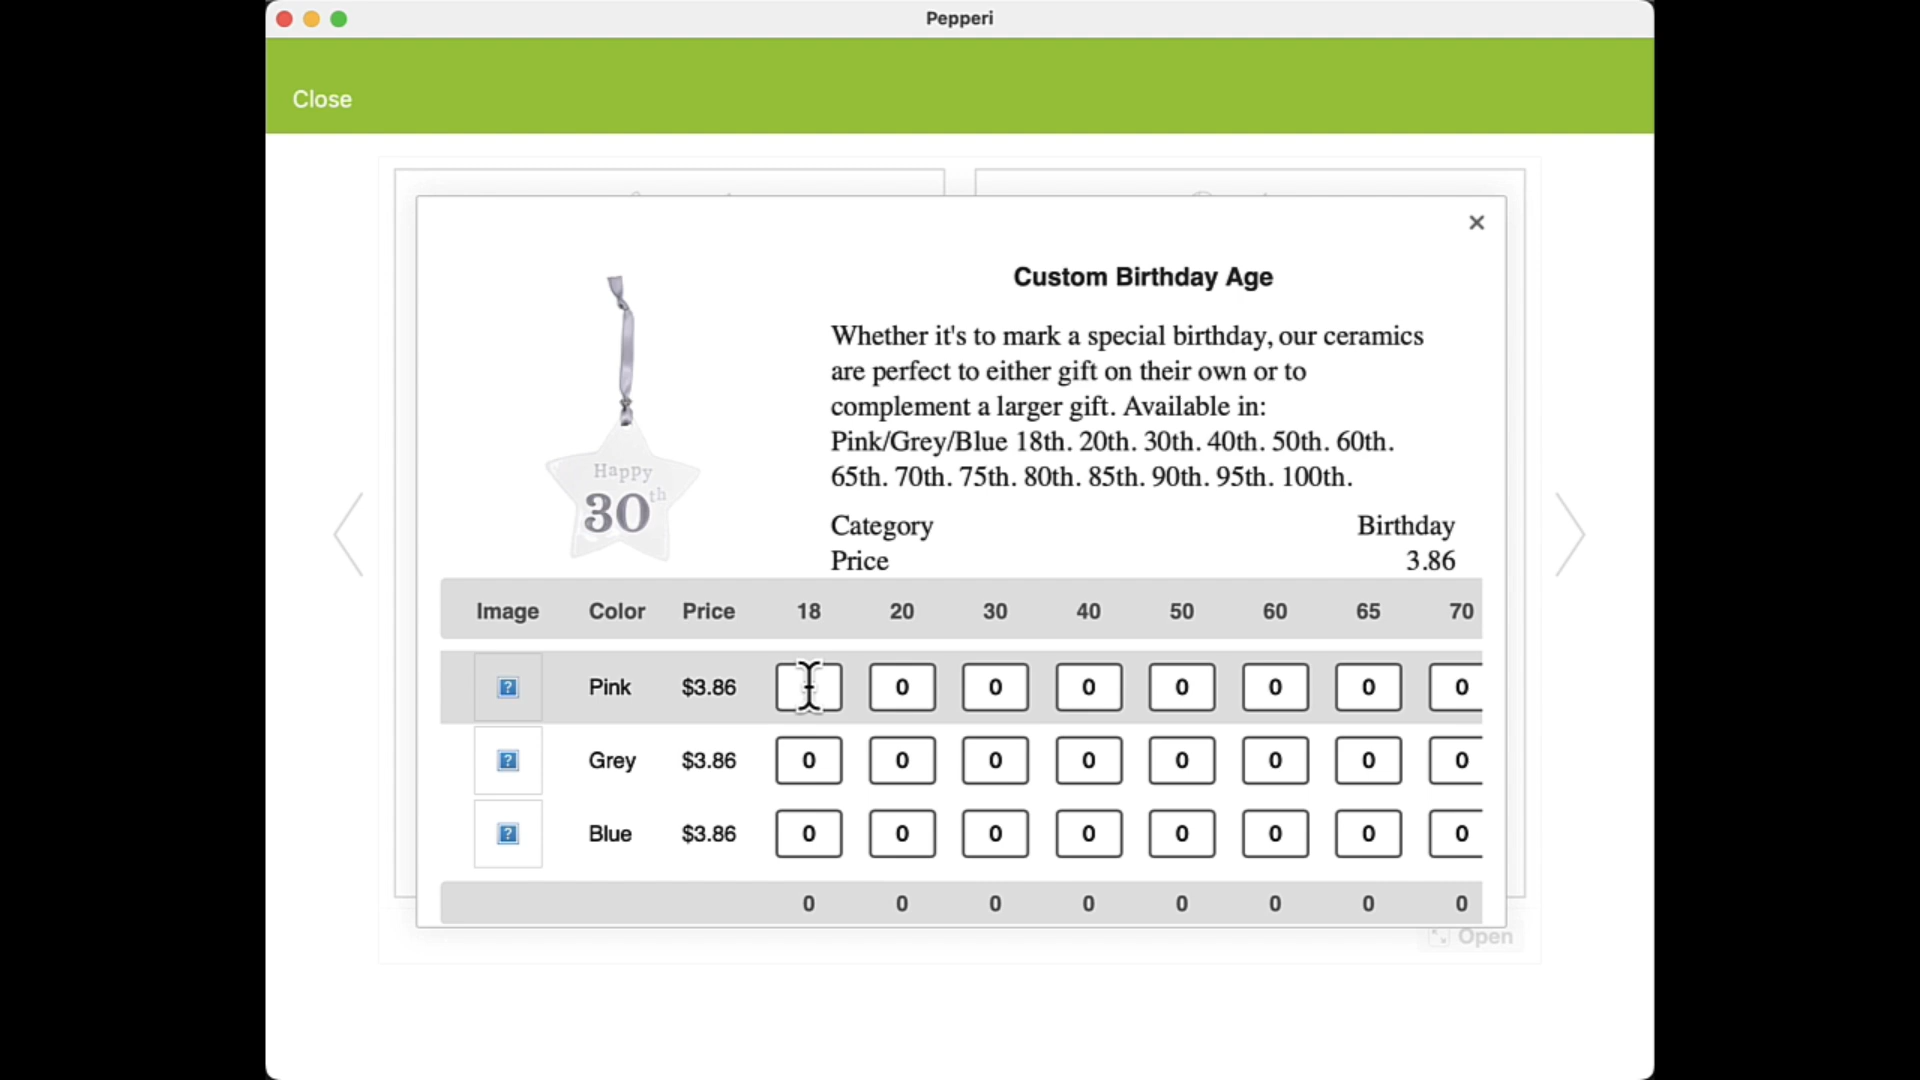 Pepperi
Close
×
Custom Birthday Age
Whether it's to mark a special birthday, our ceramics
are perfect to either gift on their own or to
complement a larger gift. Available in:
Pink/Grey/Blue 18th. 20th. 30th. 40th. 50th. 60th.
65th. 70th. 75th. 80th. 85th. 90th. 95th. 100th.
Happy
30th
Category Birthday
Price 3.86
Image Color Price 18 20 30 40 50 60 65 70
? Pink $3.86 0 0 0 0 0 0 0
? Grey $3.86 0 0 0 0 0 0 0 0
? Blue $3.86 0 0 0 0 0 0 0 0
0 0 0 0 0 0 0 0
Open